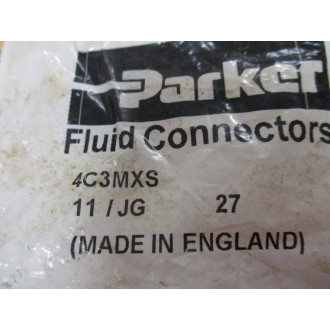 Parker
Fluid Connectors
4C3MXS
11 / JG 27
(MADE IN ENGLAND)